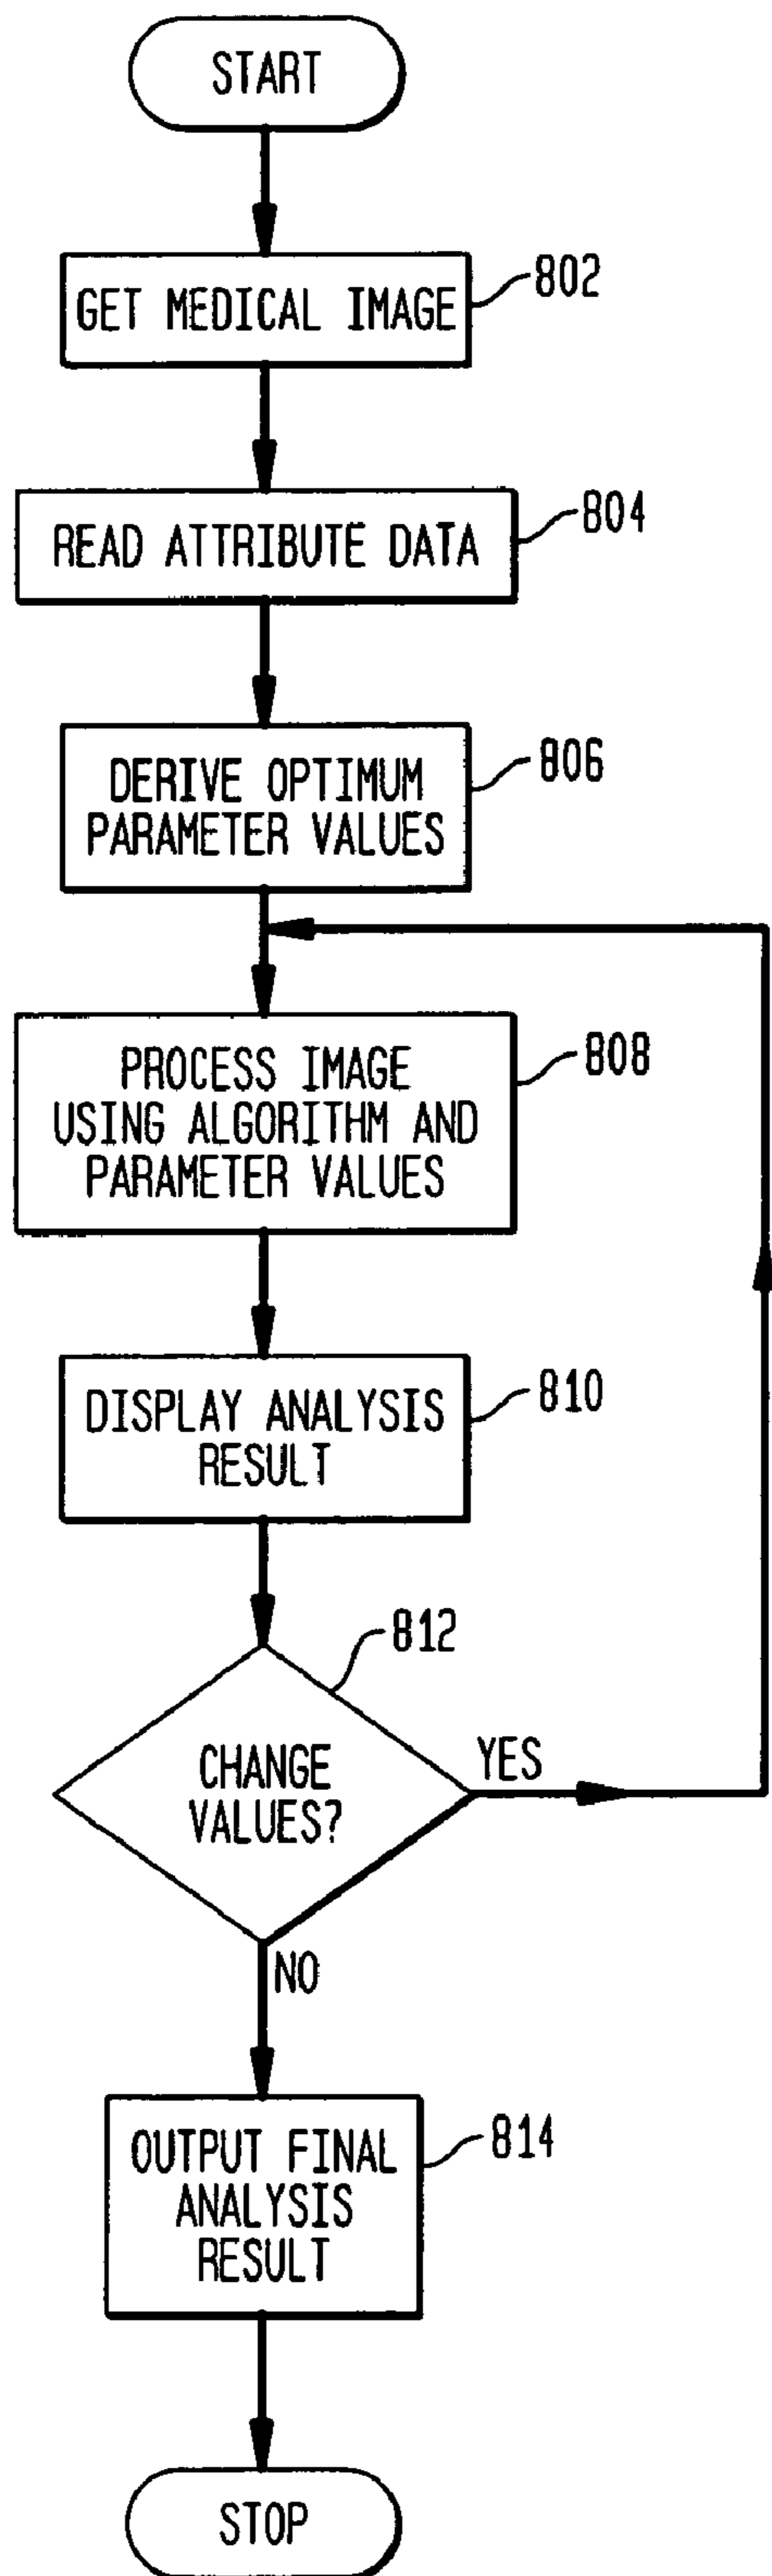 START
GET MEDICAL IMAGE
802
READ ATTRIBUTE DATA
804
DERIVE OPTIMUM
PARAMETER VALUES
806
PROCESS IMAGE
USING ALGORITHM AND
PARAMETER VALUES
808
DISPLAY ANALYSIS
RESULT
810
812
CHANGE
VALUES?
YES
NO
OUTPUT FINAL
ANALYSIS
RESULT
814
STOP